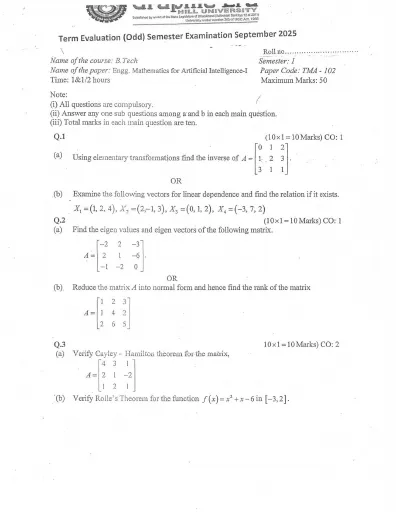 HILL UNIVERSITY
Term Evaluation (Odd) Semester Examination September 2025
Roll no..............................
Name of the course: B.Tech Semester: I
Name of the paper: Engg. Mathematics for Artificial Intelligence-I Paper Code: TMA - 102
Time: 1&1/2 hours Maximum Marks: 50
Note:
(i) All questions are compulsory.
(ii) Answer any one sub questions among a and b in each main question.
(iii) Total marks in each main question are ten.
Q.1 (10×1=10 Marks) CO: 1
(a) Using elementary transformations find the inverse of A = [0 1 2
1 2 3
3 1 1].
OR
(b) Examine the following vectors for linear dependence and find the relation if it exists.
X₁=(1, 2, 4), X₂=(2,-1, 3), X₃=(0, 1, 2), X₄=(-3, 7, 2)
Q.2 (10×1=10 Marks) CO: 1
(a) Find the eigen values and eigen vectors of the following matrix.
A = [-2 2 -3
2 1 -6
-1 -2 0].
OR
(b) Reduce the matrix A into normal form and hence find the rank of the matrix
A = [1 2 3
1 4 2
2 6 5]
Q.3 10×1=10 Marks) CO: 2
(a) Verify Cayley – Hamilton theorem for the matrix,
A = [4 3 1
2 1 -2
1 2 1]
(b) Verify Rolle's Theorem for the function f(x)=x²+x-6 in [-3,2].